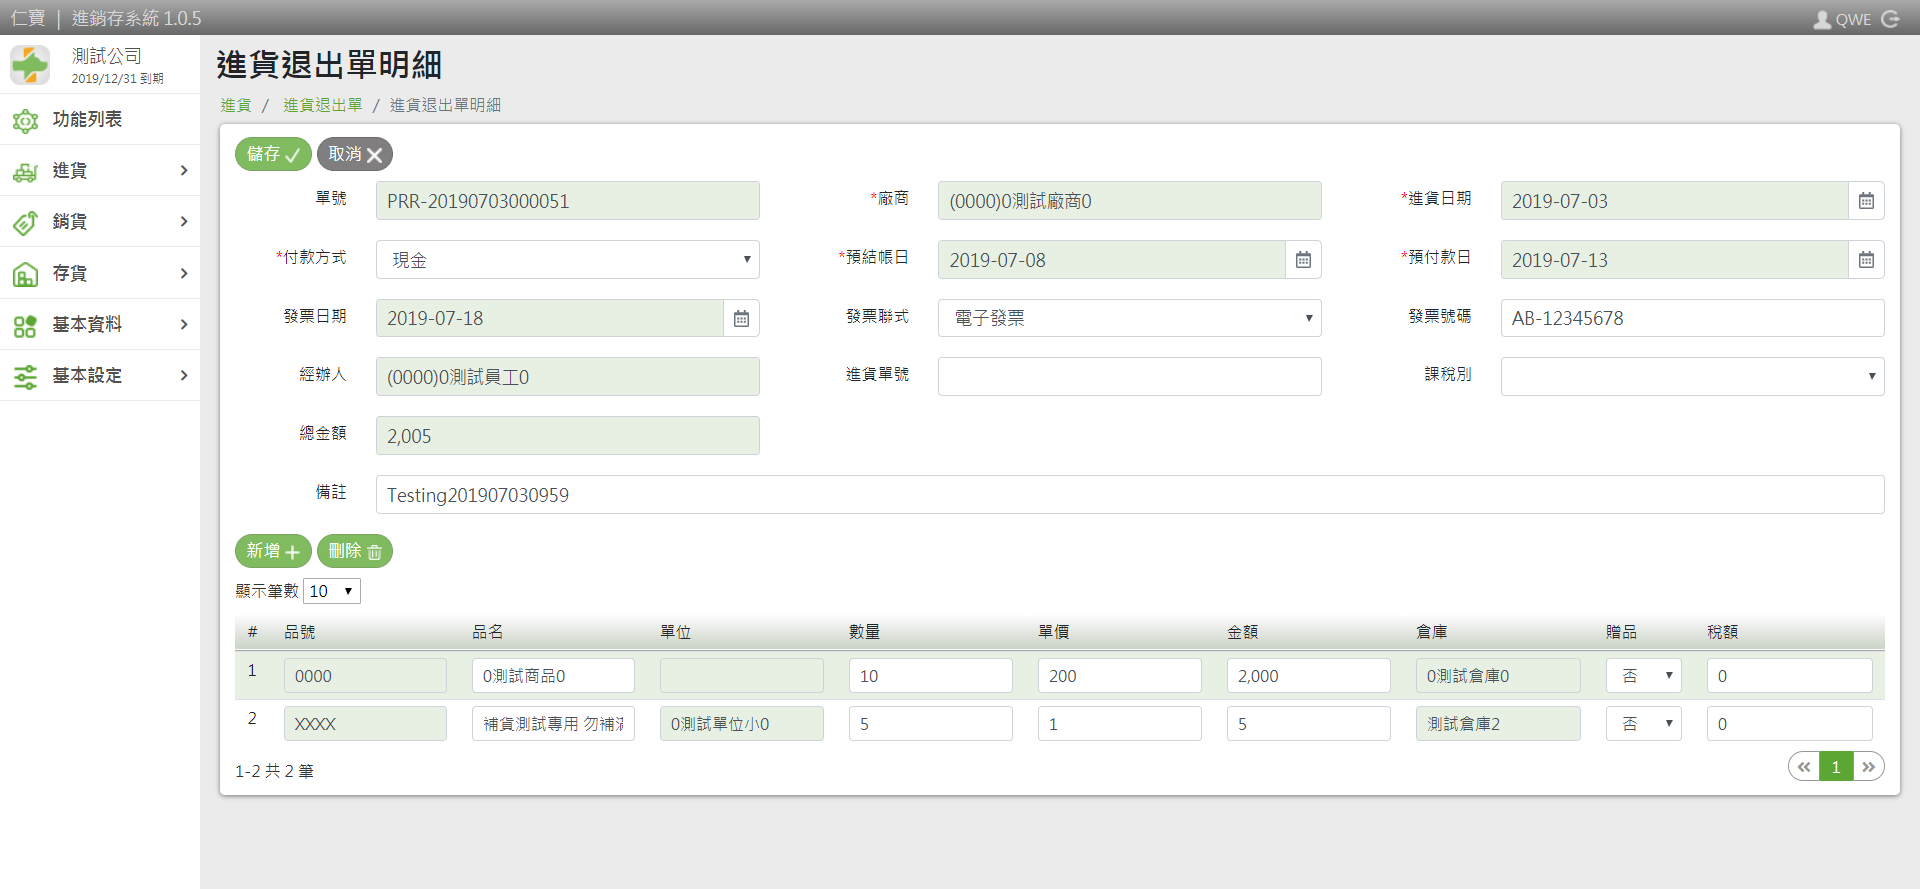 仁寶 | 進銷存系統 1.0.5
QWE
測試公司
2019/12/31 到期
功能列表
進貨
銷貨
存貨
基本資料
基本設定
進貨退出單明細
進貨 / 進貨退出單 / 進貨退出單明細
儲存 取消
單號 PRR-20190703000051 *廠商 (0000)0測試廠商0 *進貨日期 2019-07-03
*付款方式 現金 *預結帳日 2019-07-08 *預付款日 2019-07-13
發票日期 2019-07-18 發票聯式 電子發票 發票號碼 AB-12345678
經辦人 (0000)0測試員工0 進貨單號 課稅別
總金額 2,005
備註 Testing201907030959
新增 刪除
顯示筆數 10
# 品號 品名 單位 數量 單價 金額 倉庫 贈品 稅額
1 0000 0測試商品0 10 200 2,000 0測試倉庫0 否 0
2 XXXX 補貨測試專用 勿補 0測試單位小0 5 1 5 測試倉庫2 否 0
1-2 共 2 筆
« 1 »